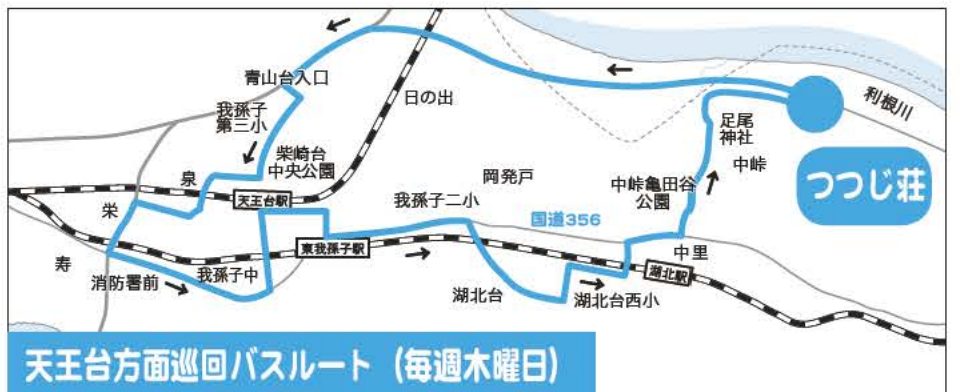 青山台入口
日の出
利根川
我孫子
第三小
足尾
神社
柴崎台
中央公園
中峠
岡発戸
つつじ荘
泉
中峠亀田谷
公園
天王台駅
我孫子二小
栄
国道356
東我孫子駅
中里
寿
我孫子中
湖北駅
消防署前
湖北台
湖北台西小
天王台方面巡回バスルート（毎週木曜日）